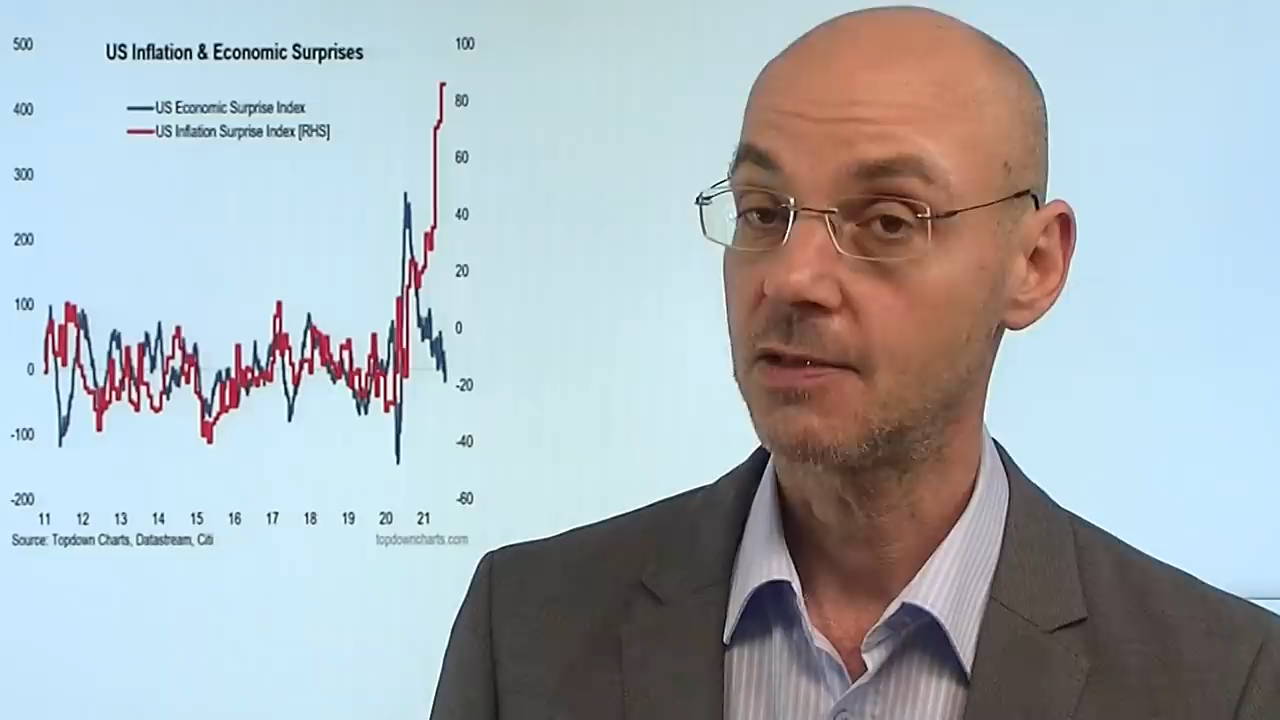 US Inflation & Economic Surprises
500
400
300
200
100
0
-100
-200
US Economic Surprise Index
US Inflation Surprise Index [RHS]
100
80
60
40
20
0
-20
-40
-60
11 12 13 14 15 16 17 18 19 20 21
Source: Topdown Charts, Datastream, Citi
topdowncharts.com